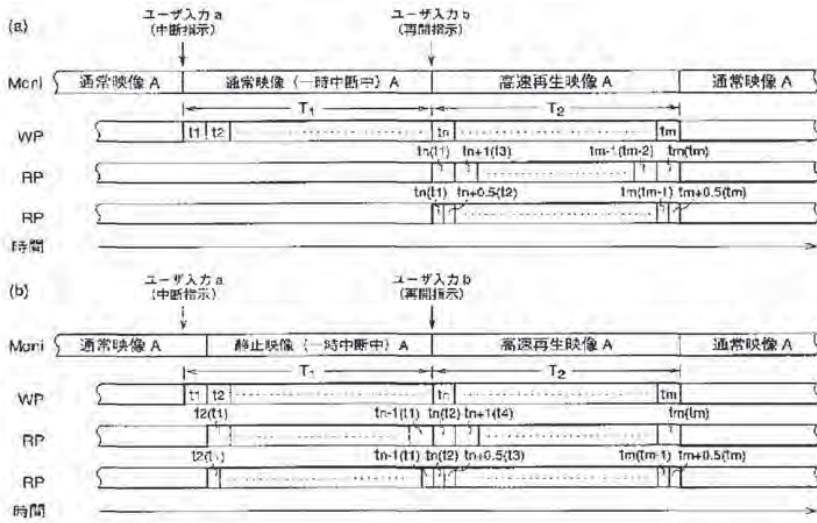 (a)
ユーザ入力 a
(中断指示)
ユーザ入力 b
(再開指示)
Moni 通常映像 A 通常映像 (一時中断中) A 高速再生映像 A 通常映像 A
T1 T2
WP t1 t2 tn tm
tn(t1) tn+1(t3) tm-1(tm-2) tm(tm)
RP
tn(t1) tn+0.5(t2) tm(tm-1) tm+0.5(tm)
RP
時間
(b)
ユーザ入力 a
(中断指示)
ユーザ入力 b
(再開指示)
Moni 通常映像 A 静止映像 (一時中断中) A 高速再生映像 A 通常映像 A
T1 T2
WP t1 t2 tn tm
t2(t1) tn-1(t1) tn(t2) tn+1(t4) tm(tm)
RP
t2(t1) tn-1(t1) tn(t2) tn+0.5(t3) tm(tm-1) tm+0.5(tm)
RP
時間